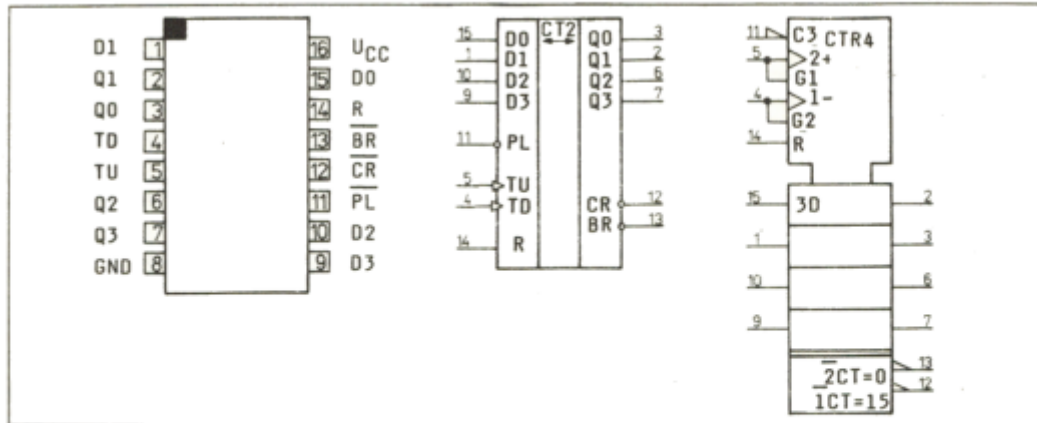 D1 1 16 UCC
Q1 2 15 D0
Q0 3 14 R
TD 4 13 BR
TU 5 12 CR
Q2 6 11 PL
Q3 7 10 D2
GND 8 9 D3
CT2
15 D0 Q0 3
1 D1 Q1 2
10 D2 Q2 6
9 D3 Q3 7
11 PL
5 TU
4 TD CR 12
BR 13
14 R
11 C3 CTR4
5 2+
G1
4 1-
G2
14 R
15 3D 2
1 3
10 6
9 7
2CT=0 13
1CT=15 12